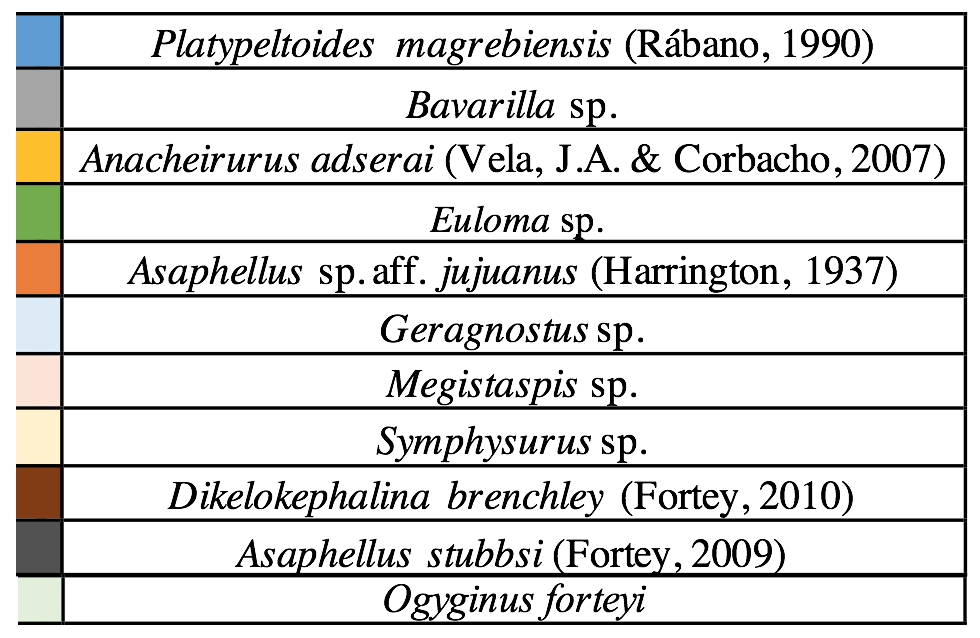 Platypeltoides magrebiensis (Rábano, 1990)
Bavarilla sp.
Anacheirurus adserai (Vela, J.A. & Corbacho, 2007)
Euloma sp.
Asaphellus sp. aff. jujuanus (Harrington, 1937)
Geragnostus sp.
Megistaspis sp.
Symphysurus sp.
Dikelokephalina brenchley (Fortey, 2010)
Asaphellus stubbsi (Fortey, 2009)
Ogyginus forteyi